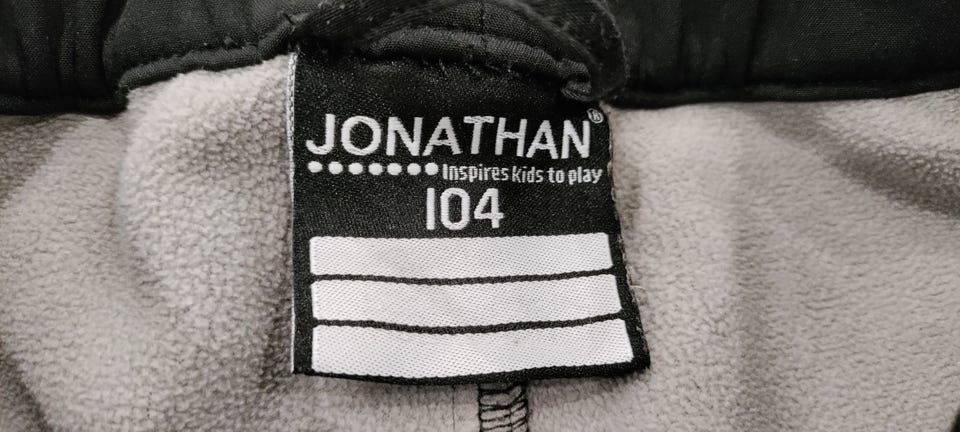 JONATHAN®
Inspires kids to play
104